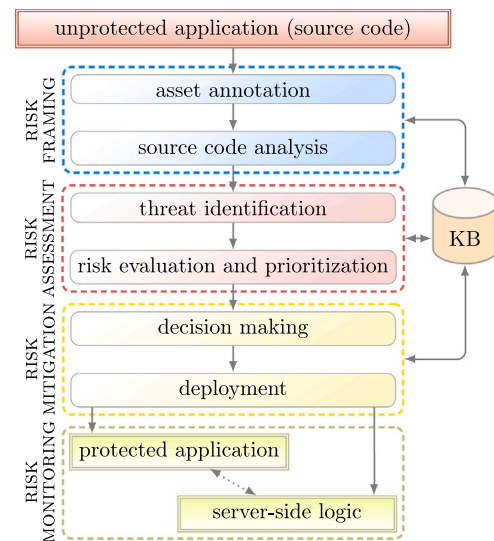 unprotected application (source code)
RISK
FRAMING
asset annotation
source code analysis
RISK
ASSESSMENT
threat identification
risk evaluation and prioritization
KB
RISK
MITIGATION
decision making
deployment
RISK
MONITORING
protected application
server-side logic